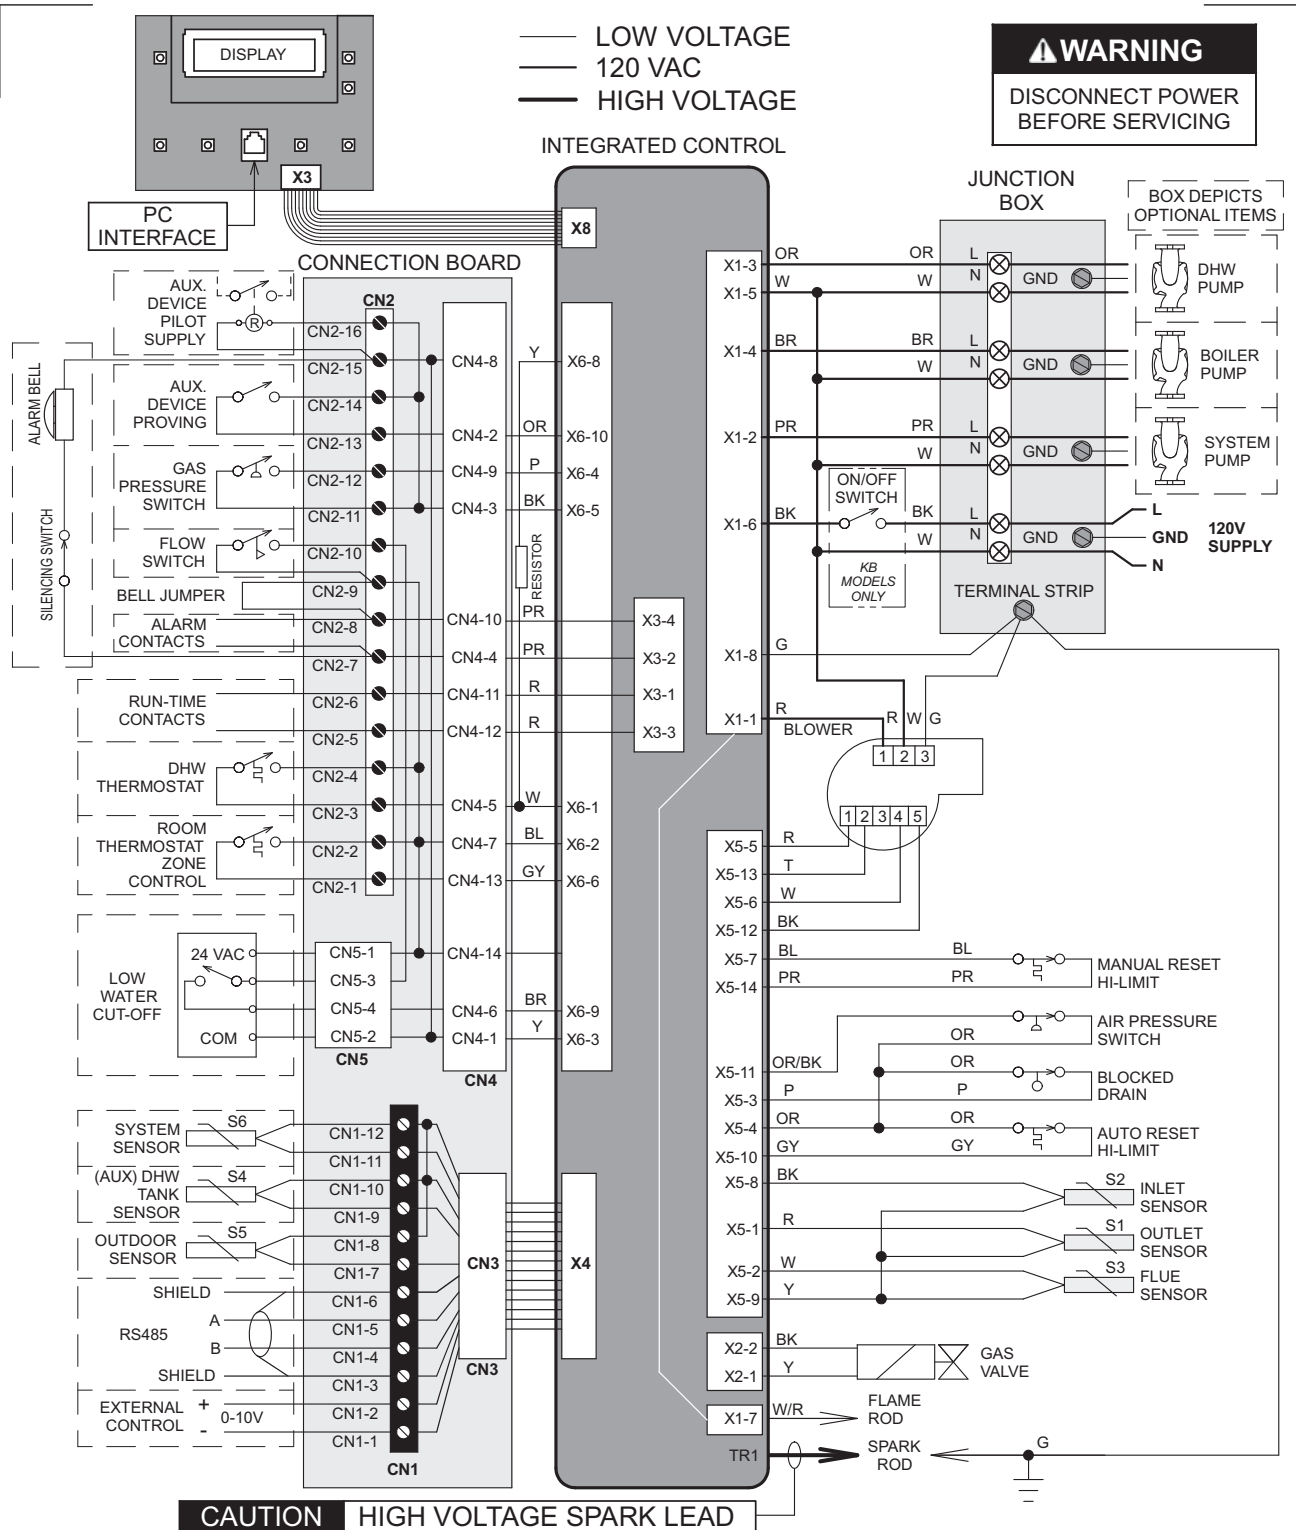 DISPLAY
LOW VOLTAGE
120 VAC
HIGH VOLTAGE
WARNING
DISCONNECT POWER
BEFORE SERVICING
X3
PC
INTERFACE
INTEGRATED CONTROL
X8
JUNCTION
BOX
BOX DEPICTS
OPTIONAL ITEMS
CONNECTION BOARD
CN2
AUX.
DEVICE
PILOT
SUPPLY
R
AUX.
DEVICE
PROVING
GAS
PRESSURE
SWITCH
FLOW
SWITCH
BELL JUMPER
ALARM
CONTACTS
RUN-TIME
CONTACTS
DHW
THERMOSTAT
ROOM
THERMOSTAT
ZONE
CONTROL
ALARM BELL
SILENCING SWITCH
CN2-16
CN2-15
CN2-14
CN2-13
CN2-12
CN2-11
CN2-10
CN2-9
CN2-8
CN2-7
CN2-6
CN2-5
CN2-4
CN2-3
CN2-2
CN2-1
CN4-8
CN4-2 OR X6-10
CN4-9 P X6-4
CN4-3 BK X6-5
Y X6-8
RESISTOR
CN4-10 PR X3-4
CN4-4 PR X3-2
CN4-11 R X3-1
CN4-12 R X3-3
CN4-5 W X6-1
CN4-7 BL X6-2
CN4-13 GY X6-6
CN4-14
CN4-6 BR X6-9
CN4-1 Y X6-3
CN4
LOW
WATER
CUT-OFF
24 VAC
COM
CN5-1
CN5-3
CN5-4
CN5-2
CN5
X1-3 OR OR L
X1-5 W W N GND
DHW
PUMP
X1-4 BR BR L
W N GND
BOILER
PUMP
X1-2 PR PR L
W N GND
SYSTEM
PUMP
ON/OFF
SWITCH
X1-6 BK BK L
W N GND
KB
MODELS
ONLY
L
GND
N
120V
SUPPLY
TERMINAL STRIP
X1-8 G
X1-1 R
BLOWER
R W G
1 2 3
1 2 3 4 5
X5-5 R
X5-13 T
X5-6 W
X5-12 BK
X5-7 BL BL
X5-14 PR PR
MANUAL RESET
HI-LIMIT
AIR PRESSURE
SWITCH
OR
X5-11 OR/BK OR
X5-3 P P
BLOCKED
DRAIN
X5-4 OR OR
X5-10 GY GY
AUTO RESET
HI-LIMIT
X5-8 BK
S2
INLET
SENSOR
X5-1 R
S1
OUTLET
SENSOR
X5-2 W
X5-9 Y
S3
FLUE
SENSOR
X2-2 BK
X2-1 Y
GAS
VALVE
X1-7 W/R
FLAME
ROD
TR1
SPARK
ROD
G
SYSTEM
SENSOR
S6
(AUX) DHW
TANK
SENSOR
S4
OUTDOOR
SENSOR
S5
SHIELD
A
RS485
B
SHIELD
EXTERNAL
CONTROL
+
0-10V
-
CN1-12
CN1-11
CN1-10
CN1-9
CN1-8
CN1-7
CN1-6
CN1-5
CN1-4
CN1-3
CN1-2
CN1-1
CN1
CN3
CN3
X4
CAUTION HIGH VOLTAGE SPARK LEAD